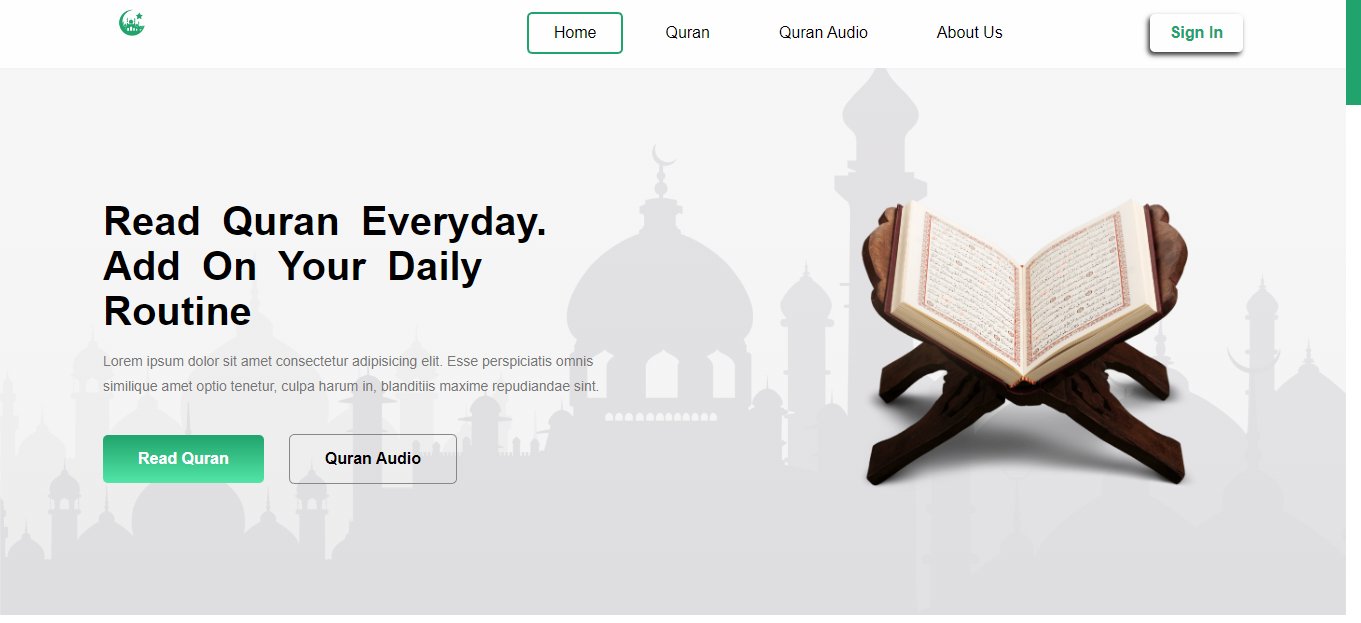 Home
Quran
Quran Audio
About Us
Sign In
Read Quran Everyday.
Add On Your Daily
Routine
Lorem ipsum dolor sit amet consectetur adipisicing elit. Esse perspiciatis omnis
similique amet optio tenetur, culpa harum in, blanditiis maxime repudiandae sint.
Read Quran
Quran Audio